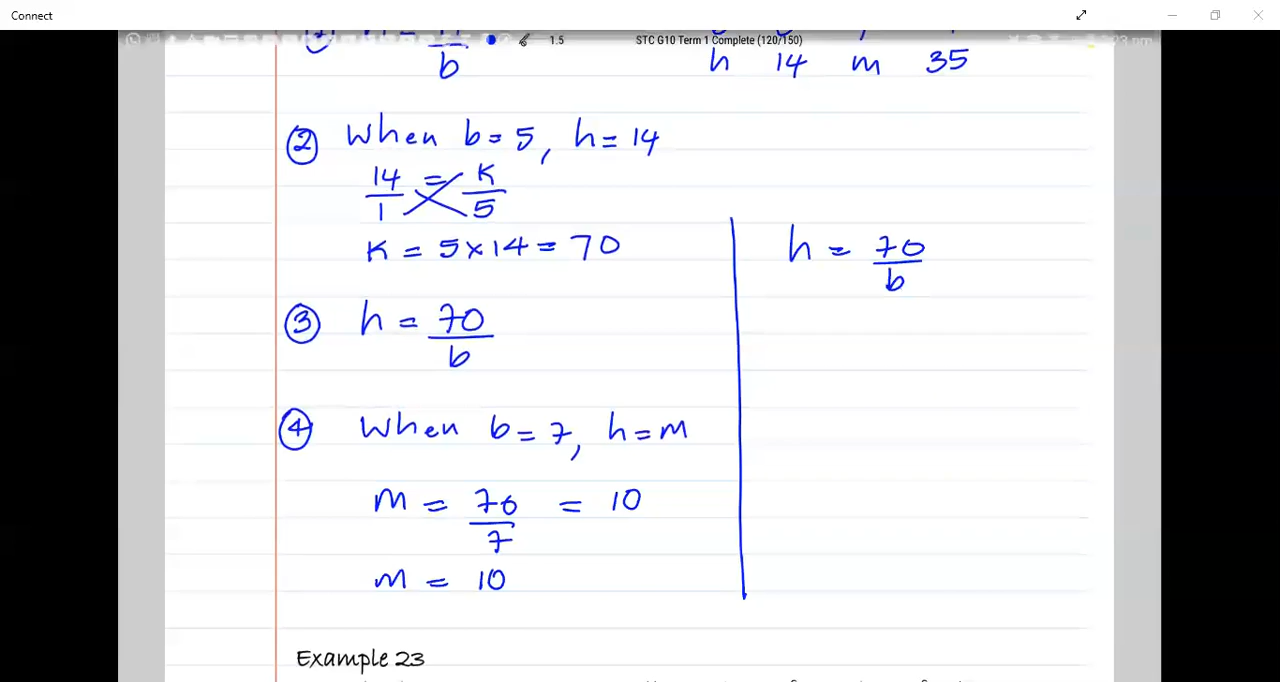 Connect
1.5 STC G10 Term 1 Complete (120/150)
b
h 14 m 35
② When b = 5, h = 14
14/1 = K/5
K = 5 × 14 = 70
③ h = 70/b
④ When b = 7, h = m
m = 70/7 = 10
m = 10
h = 70/b
Example 23